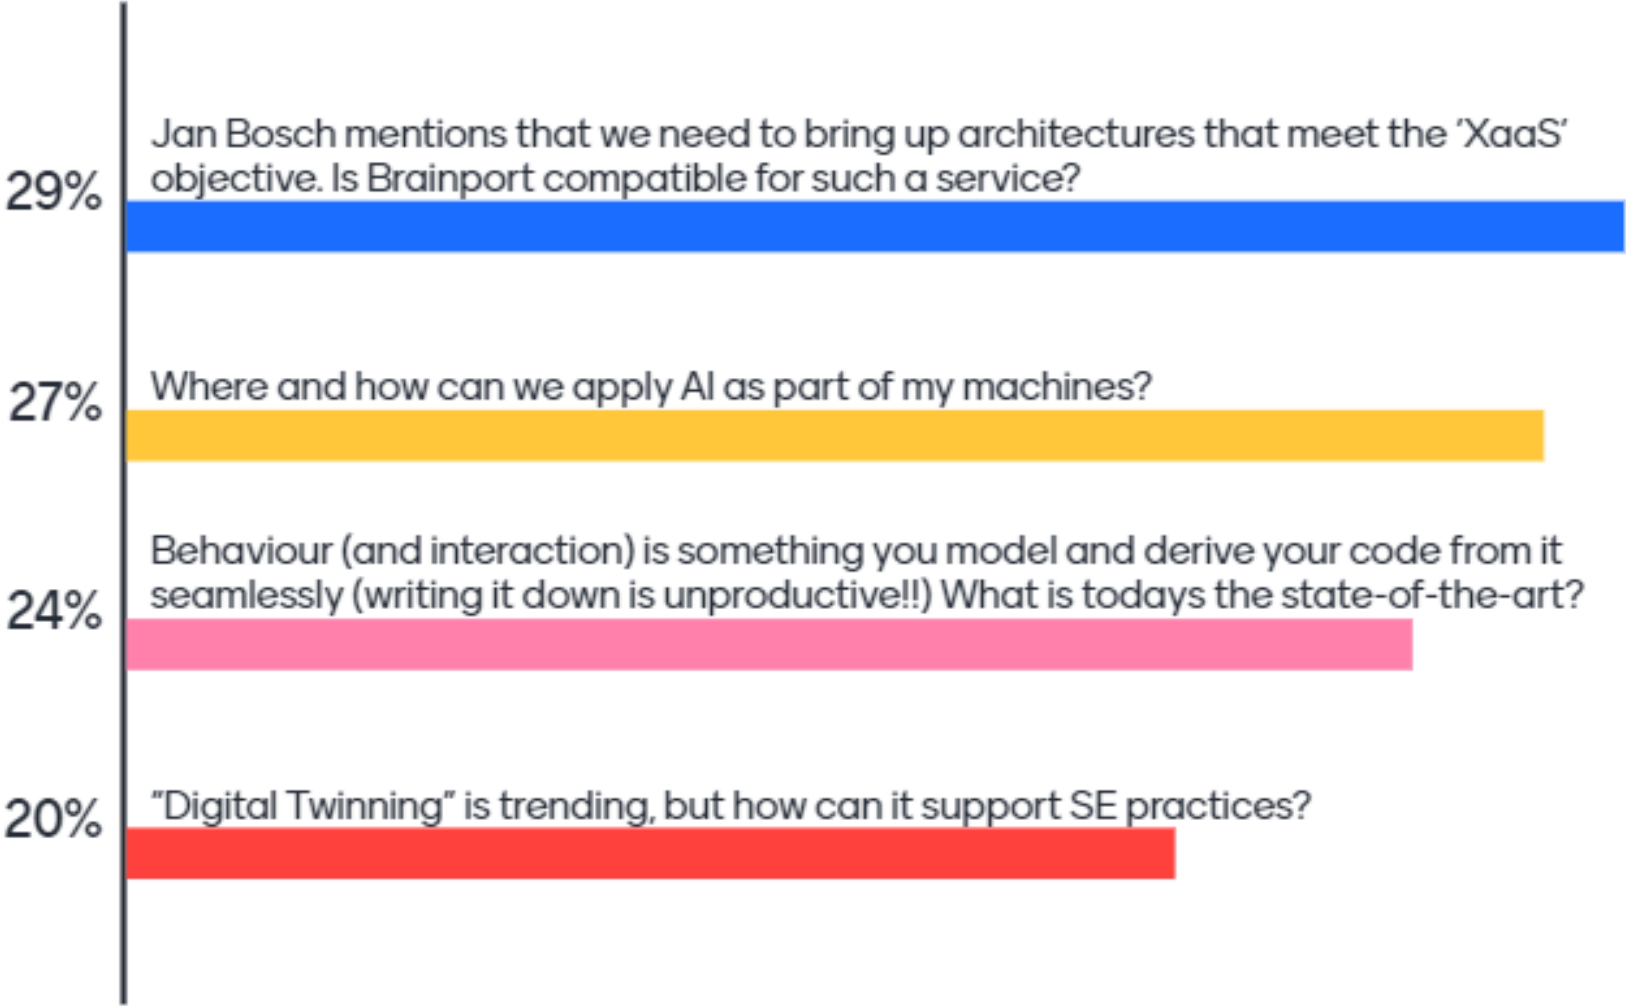 Jan Bosch mentions that we need to bring up architectures that meet the ’XaaS’
objective. Is Brainport compatible for such a service?
29%
Where and how can we apply AI as part of my machines?
27%
Behaviour (and interaction) is something you model and derive your code from it
seamlessly (writing it down is unproductive!!) What is todays the state-of-the-art?
24%
”Digital Twinning” is trending, but how can it support SE practices?
20%